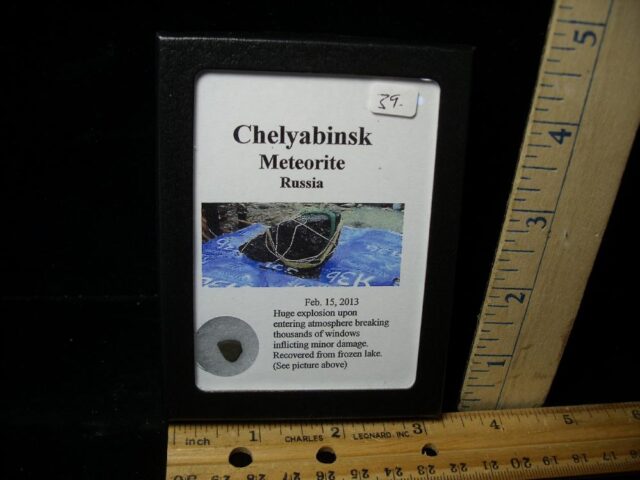 39.
Chelyabinsk
Meteorite
Russia
Feb. 15, 2013
Huge explosion upon
entering atmosphere breaking
thousands of windows
inflicting minor damage.
Recovered from frozen lake.
(See picture above)
5
4
3
2
1
inch 1 2 3 4 5
CHARLES LEONARD, INC